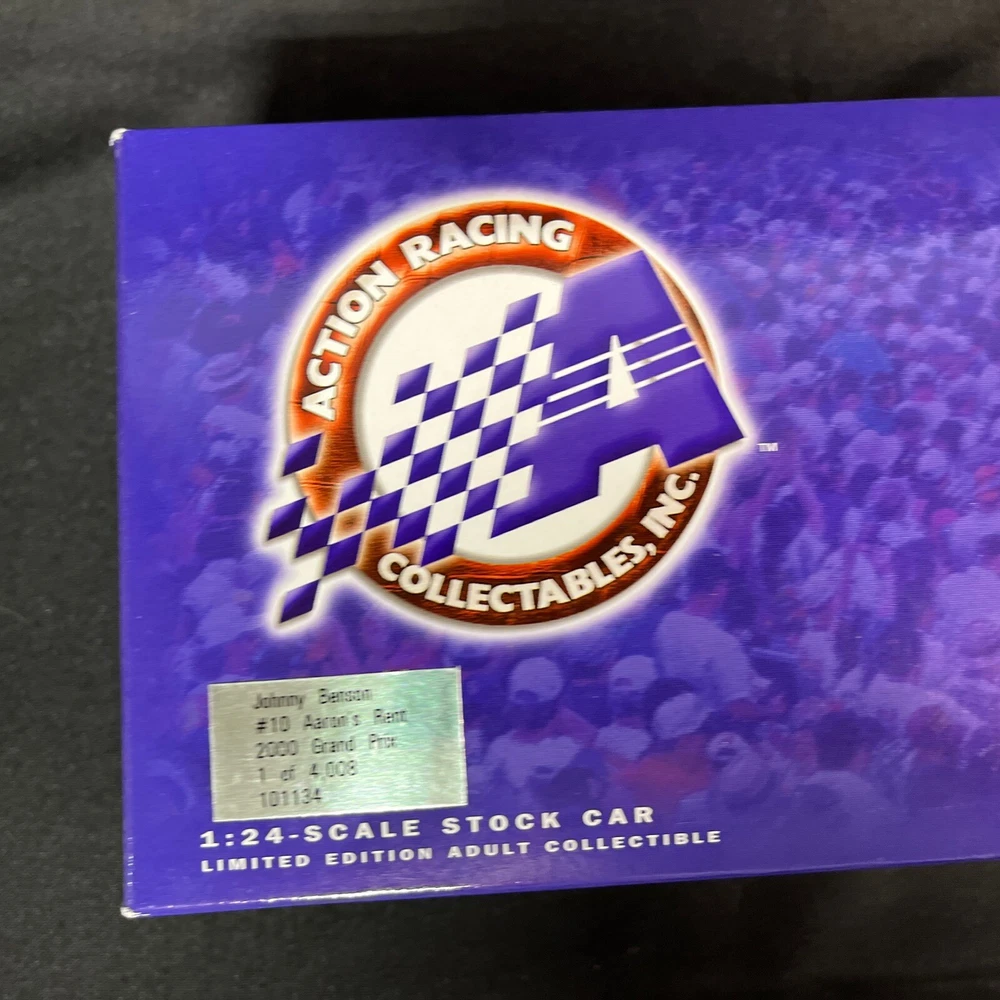 ACTION RACING
COLLECTABLES, INC.
TM
Johnny Benson
#10 Aaron's Rent
2000 Grand Prix
1 of 4,008
101134
1:24-SCALE STOCK CAR
LIMITED EDITION ADULT COLLECTIBLE